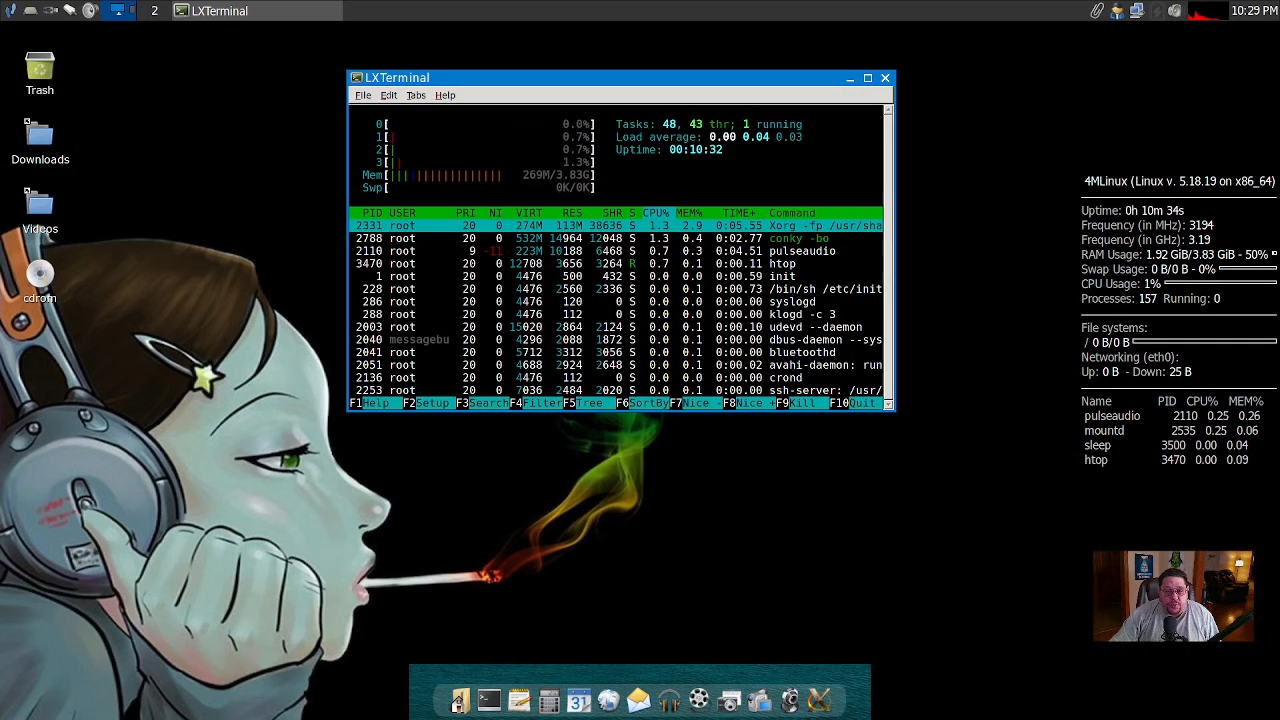 2
LXTerminal
10:29 PM
Trash
Downloads
Videos
cdrom
LXTerminal
File Edit Tabs Help
0[ 0.0%] Tasks: 48, 43 thr; 1 running
1[ 0.7%] Load average: 0.00 0.04 0.03
2[ 0.7%] Uptime: 00:10:32
3[ 1.3%]
Mem[ 269M/3.83G]
Swp[ 0K/0K]
PID USER PRI NI VIRT RES SHR S CPU% MEM% TIME+ Command
2331 root 20 0 274M 113M 38636 S 1.3 2.9 0:05.55 Xorg -fp /usr/sha
2788 root 20 0 532M 14964 12048 S 1.3 0.4 0:02.77 conky -bo
2110 root 9 -11 223M 10188 6468 S 0.7 0.3 0:04.51 pulseaudio
3470 root 20 0 12708 3656 3264 R 0.7 0.1 0:00.11 htop
1 root 20 0 4476 500 432 S 0.0 0.0 0:00.59 init
228 root 20 0 4476 2560 2336 S 0.0 0.1 0:00.73 /bin/sh /etc/init
286 root 20 0 4476 120 0 S 0.0 0.0 0:00.00 syslogd
288 root 20 0 4476 112 0 S 0.0 0.0 0:00.00 klogd -c 3
2003 root 20 0 15020 2864 2124 S 0.0 0.1 0:00.10 udevd --daemon
2040 messagebu 20 0 4296 2088 1872 S 0.0 0.1 0:00.00 dbus-daemon --sys
2041 root 20 0 5712 3312 3056 S 0.0 0.1 0:00.00 bluetoothd
2051 root 20 0 4688 2924 2648 S 0.0 0.1 0:00.02 avahi-daemon: run
2136 root 20 0 4476 112 0 S 0.0 0.0 0:00.00 crond
2253 root 20 0 7036 2484 2020 S 0.0 0.1 0:00.00 ssh-server: /usr/
F1Help F2Setup F3SearchF4FilterF5Tree F6SortByF7Nice -F8Nice +F9Kill F10Quit
4MLinux (Linux v. 5.18.19 on x86_64)
Uptime: 0h 10m 34s
Frequency (in MHz): 3194
Frequency (in GHz): 3.19
RAM Usage: 1.92 GiB/3.83 GiB - 50%
Swap Usage: 0 B/0 B - 0%
CPU Usage: 1%
Processes: 157 Running: 0
File systems:
/ 0 B/0 B
Networking (eth0):
Up: 0 B - Down: 25 B
Name PID CPU% MEM%
pulseaudio 2110 0.25 0.26
mountd 2535 0.25 0.06
sleep 3500 0.00 0.04
htop 3470 0.00 0.09
31